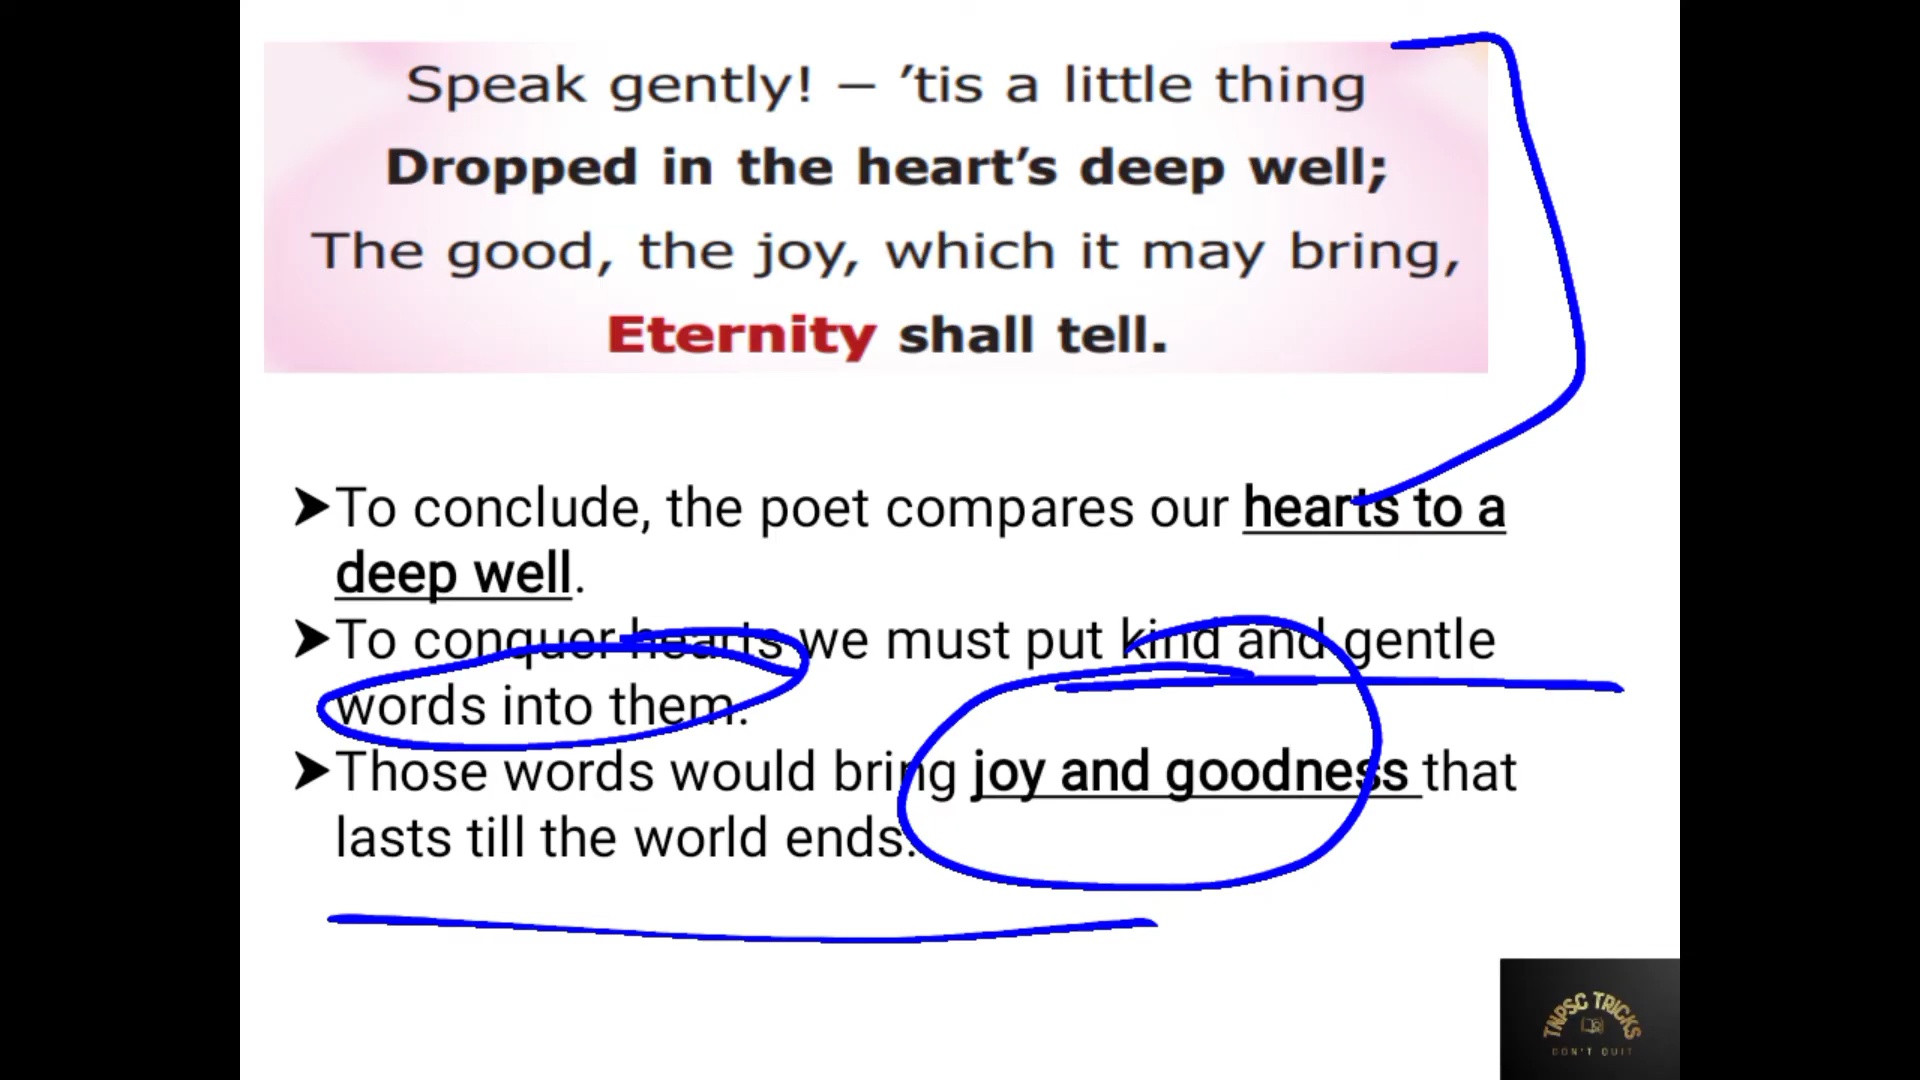 Speak gently! – ’tis a little thing
Dropped in the heart’s deep well;
The good, the joy, which it may bring,
Eternity shall tell.
➤To conclude, the poet compares our hearts to a
deep well.
➤To conquer hearts we must put kind and gentle
words into them.
➤Those words would bring joy and goodness that
lasts till the world ends.
TNPSC TRICKS
DON'T QUIT